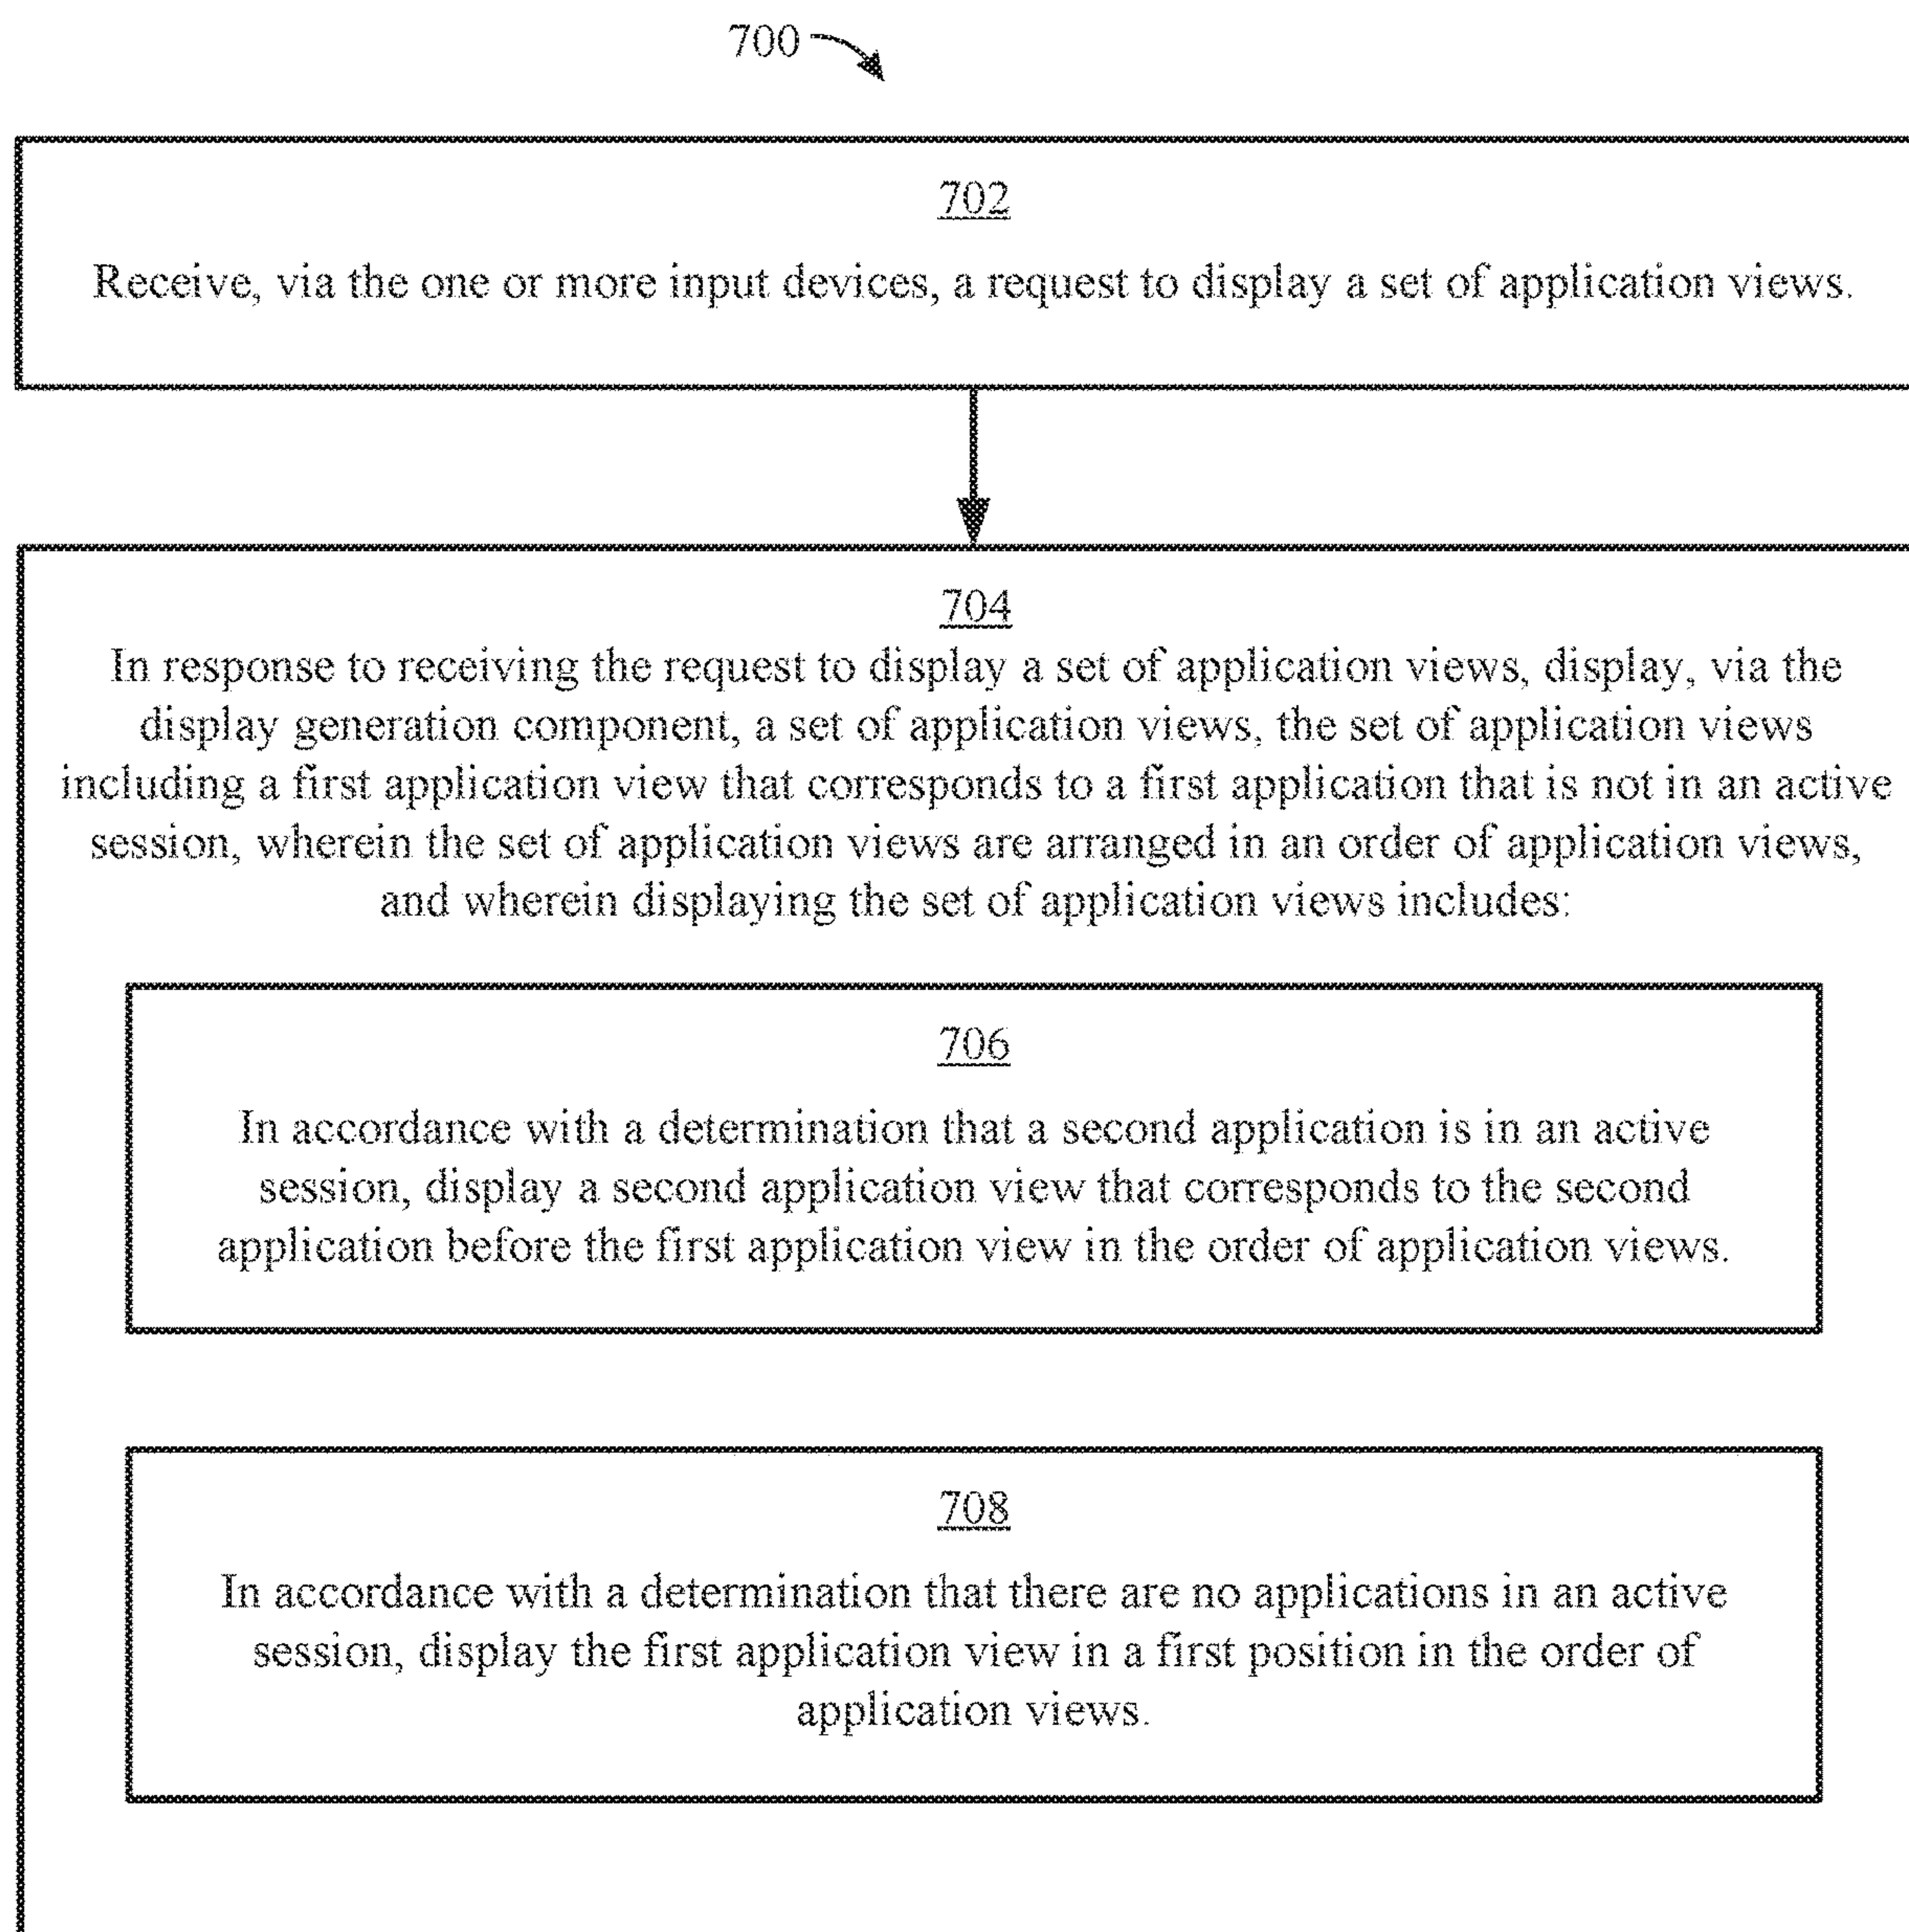 700
702
Receive, via the one or more input devices, a request to display a set of application views.
704
In response to receiving the request to display a set of application views, display, via the
display generation component, a set of application views, the set of application views
including a first application view that corresponds to a first application that is not in an active
session, wherein the set of application views are arranged in an order of application views,
and wherein displaying the set of application views includes:
706
In accordance with a determination that a second application is in an active
session, display a second application view that corresponds to the second
application before the first application view in the order of application views.
708
In accordance with a determination that there are no applications in an active
session, display the first application view in a first position in the order of
application views.